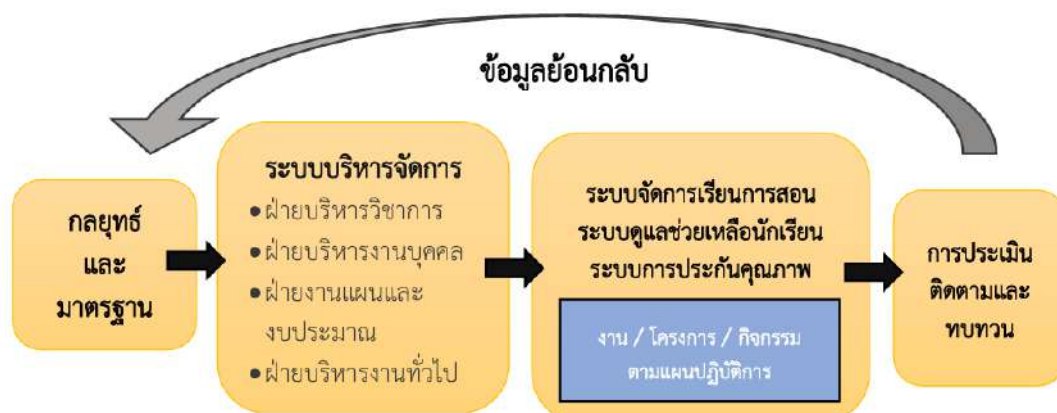 ข้อมูลย้อนกลับ
กลยุทธ์
และ
มาตรฐาน
ระบบบริหารจัดการ
•ฝ่ายบริหารวิชาการ
•ฝ่ายบริหารงานบุคคล
•ฝ่ายงานแผนและ
งบประมาณ
•ฝ่ายบริหารงานทั่วไป
ระบบจัดการเรียนการสอน
ระบบดูแลช่วยเหลือนักเรียน
ระบบการประกันคุณภาพ
งาน / โครงการ / กิจกรรม
ตามแผนปฏิบัติการ
การประเมิน
ติดตามและ
ทบทวน